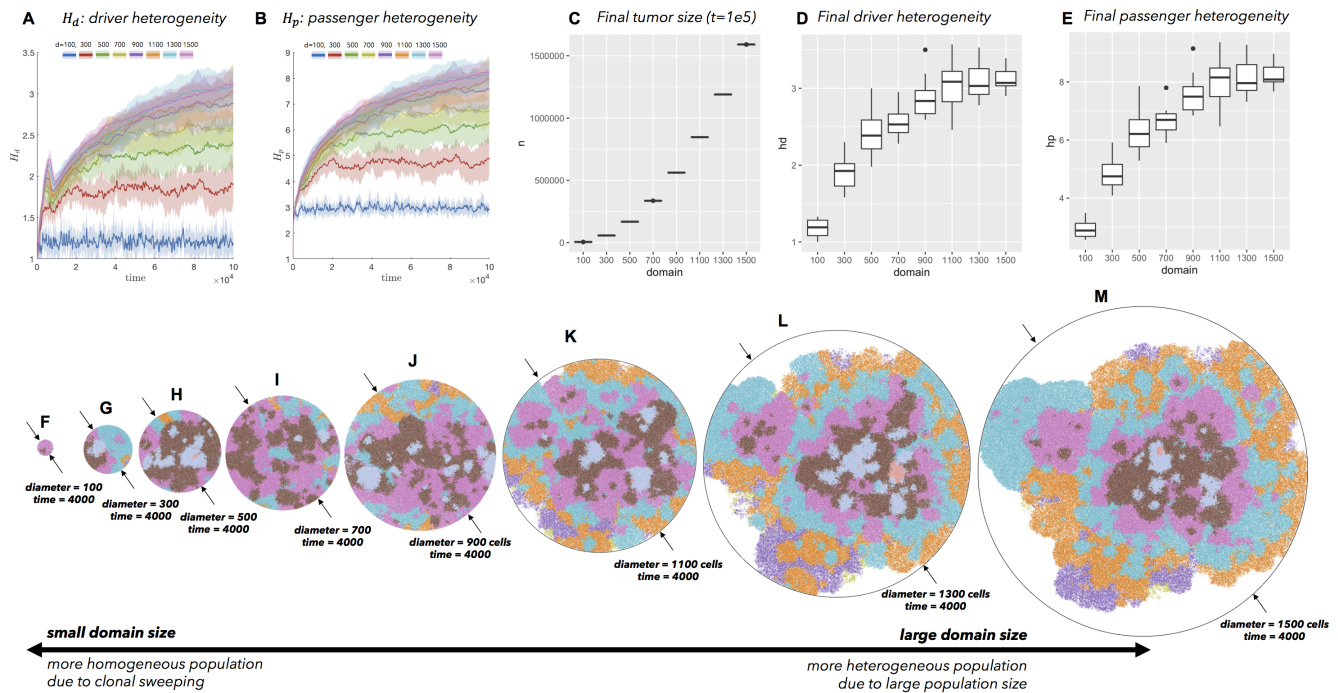 A
H_d: driver heterogeneity
d=100, 300 500 700 900 1100 1300 1500
3.5
3
2.5
2
1.5
1
H_d
0 2 4 6 8 10
time
×10⁴
B
H_p: passenger heterogeneity
d=100, 300 500 700 900 1100 1300 1500
9
8
7
6
5
4
3
2
1
H_p
0 2 4 6 8 10
time
×10⁴
C
Final tumor size (t=1e5)
1500000
1000000
500000
0
n
100 300 500 700 900 1100 1300 1500
domain
D
Final driver heterogeneity
3
2
1
hd
100 300 500 700 900 1100 1300 1500
domain
E
Final passenger heterogeneity
8
6
4
hp
100 300 500 700 900 1100 1300 1500
domain
F
diameter = 100
time = 4000
G
diameter = 300
time = 4000
H
diameter = 500
time = 4000
I
diameter = 700
time = 4000
J
diameter = 900 cells
time = 4000
K
diameter = 1100 cells
time = 4000
L
diameter = 1300 cells
time = 4000
M
diameter = 1500 cells
time = 4000
small domain size
more homogeneous population
due to clonal sweeping
large domain size
more heterogeneous population
due to large population size